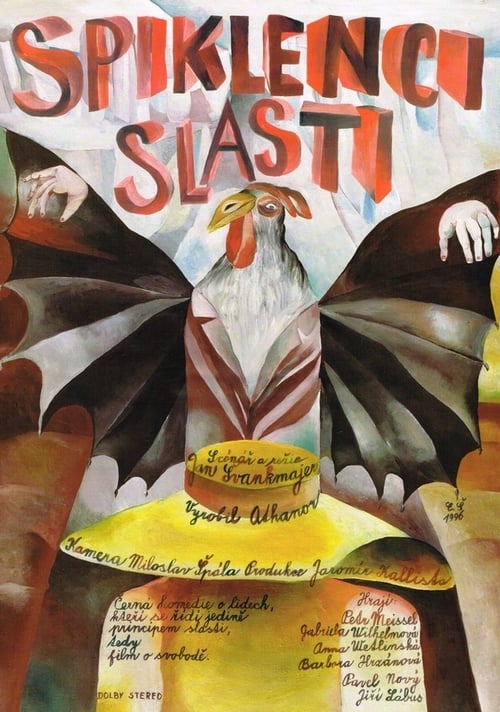 SPIKLENCI
SLASTI
Scénář a režie
Jan Švankmajer
Vyrobil Athanor
Kamera Miloslav Špála Produkce Jaromír Kallista
Černá komedie o lidech,
kteří se řídí jedině
principem slasti,
tedy
film o svobodě.
Hrají:
Petr Meissel
Gabriela Wilhelmová
Anna Wetlinská
Barbora Hrzánová
Pavel Nový
Jiří Lábus
E.Š
1996
DOLBY STEREO